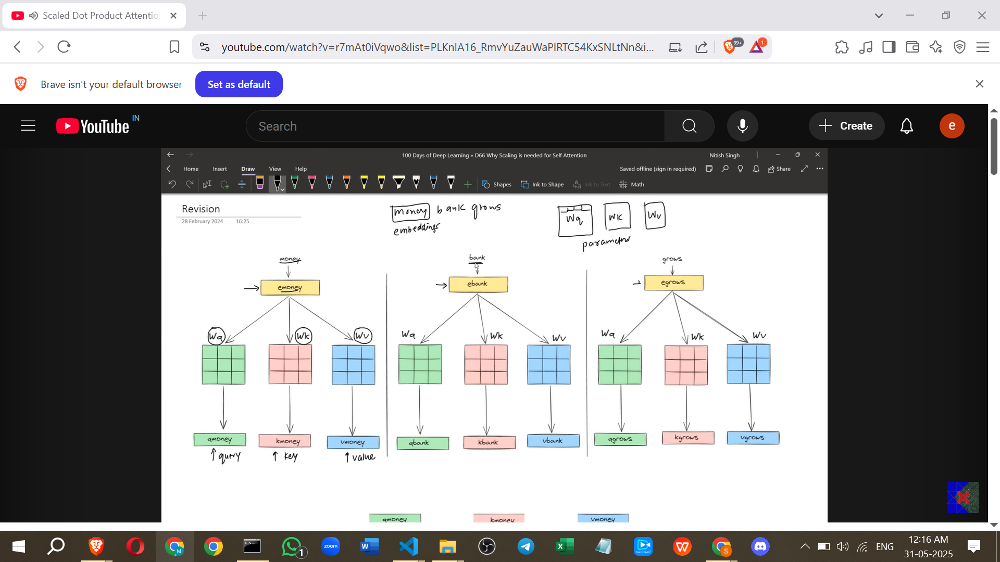 Scaled Dot Product Attentio
youtube.com/watch?v=r7mAt0iVqwo&list=PLKnIA16_RmvYuZauWaPlRTC54KxSNLtNn&i...
99+
1
Brave isn't your default browser
Set as default
YouTube IN
Search
Create
e
100 Days of Deep Learning » D66 Why Scaling is needed for Self Attention
Nitish Singh
Home Insert Draw View Help
Saved offline (sign in required)
Share
Shapes
Ink to Shape
Ink to Text
Math
Revision
28 February 2024 16:25
money bank grows
embeddings
Wq Wk Wv
parameters
money bank grows
emoney ebank egrows
Wq Wk Wv Wq Wk Wv Wq Wk Wv
qmoney kmoney vmoney qbank kbank vbank qgrows kgrows vgrows
query key value
qmoney kmoney vmoney
M
1
zoom
S
ENG
12:16 AM
31-05-2025